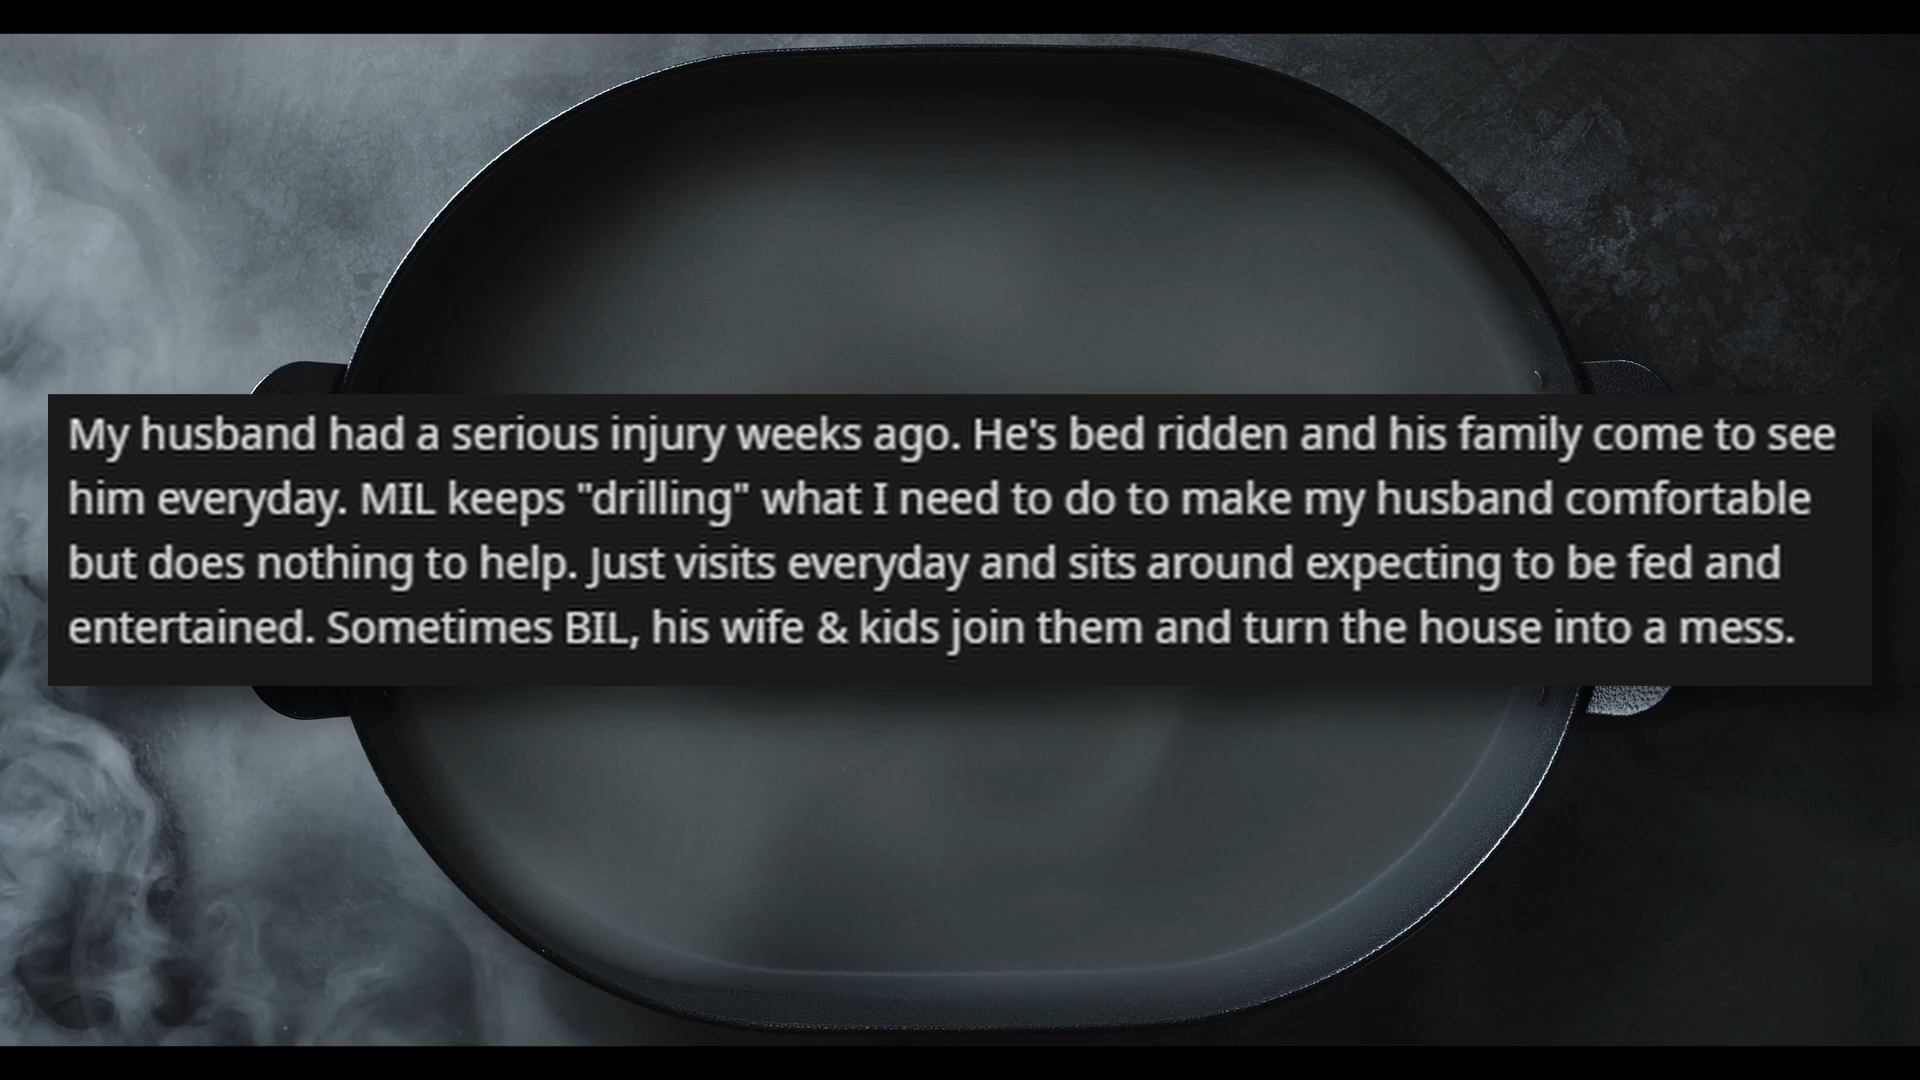 My husband had a serious injury weeks ago. He's bed ridden and his family come to see
him everyday. MIL keeps "drilling" what I need to do to make my husband comfortable
but does nothing to help. Just visits everyday and sits around expecting to be fed and
entertained. Sometimes BIL, his wife & kids join them and turn the house into a mess.